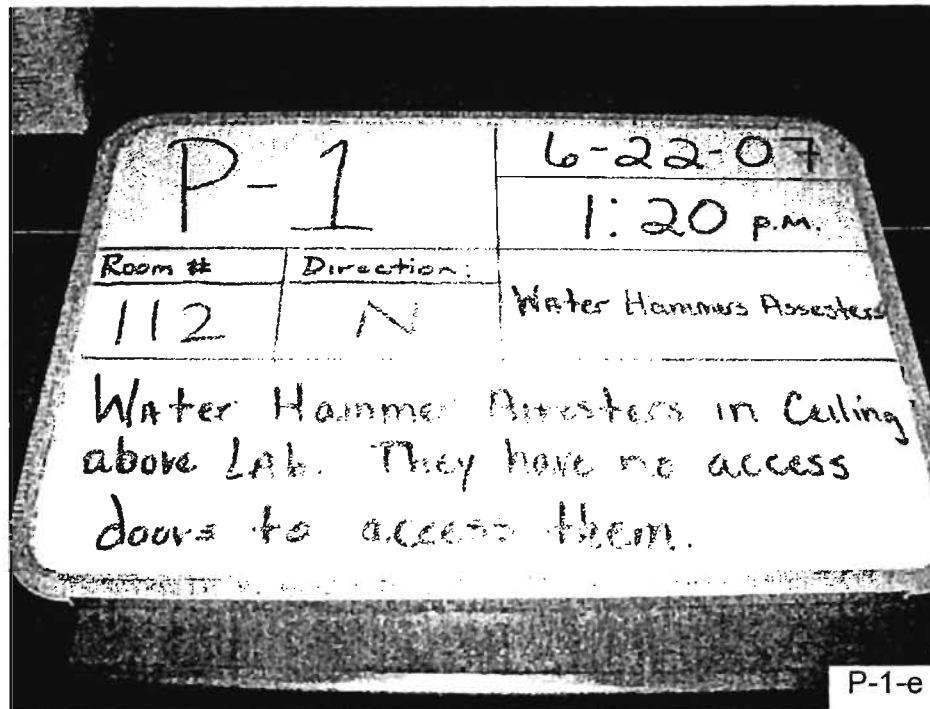 P-1
6-22-07
1:20 p.m.
Room #
Direction:
112
N
Water Hammers Assesters
Water Hammer Arresters in Ceiling
above LAb. They have no access
doors to access them.
P-1-e